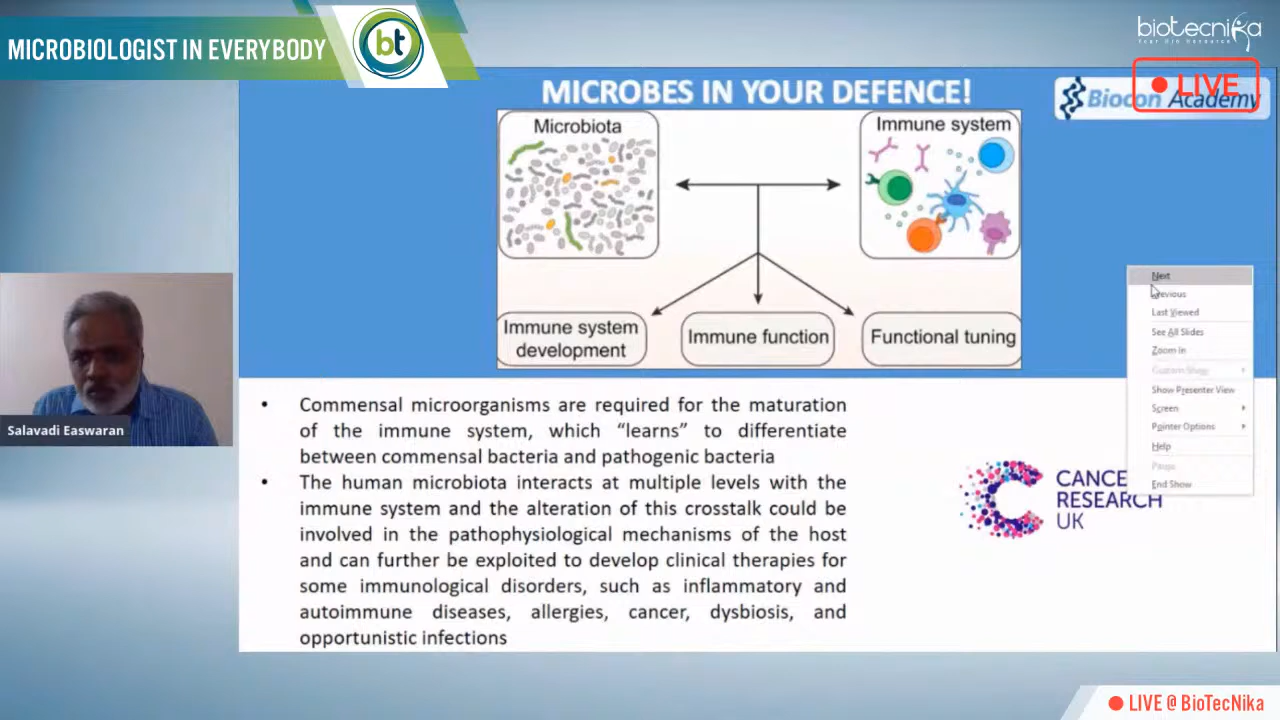 MICROBIOLOGIST IN EVERYBODY
bt
biotecnika
LIVE
MICROBES IN YOUR DEFENCE!
Biocon Academy
Microbiota
Immune system
Immune system
development
Immune function
Functional tuning
Next
Previous
Last Viewed
See All Slides
Zoom In
Custom Show
Show Presenter View
Screen
Pointer Options
Help
Pause
End Show
Salavadi Easwaran
• Commensal microorganisms are required for the maturation
of the immune system, which “learns” to differentiate
between commensal bacteria and pathogenic bacteria
• The human microbiota interacts at multiple levels with the
immune system and the alteration of this crosstalk could be
involved in the pathophysiological mechanisms of the host
and can further be exploited to develop clinical therapies for
some immunological disorders, such as inflammatory and
autoimmune diseases, allergies, cancer, dysbiosis, and
opportunistic infections
CANCE
RESEARCH
UK
LIVE @ BioTecNika